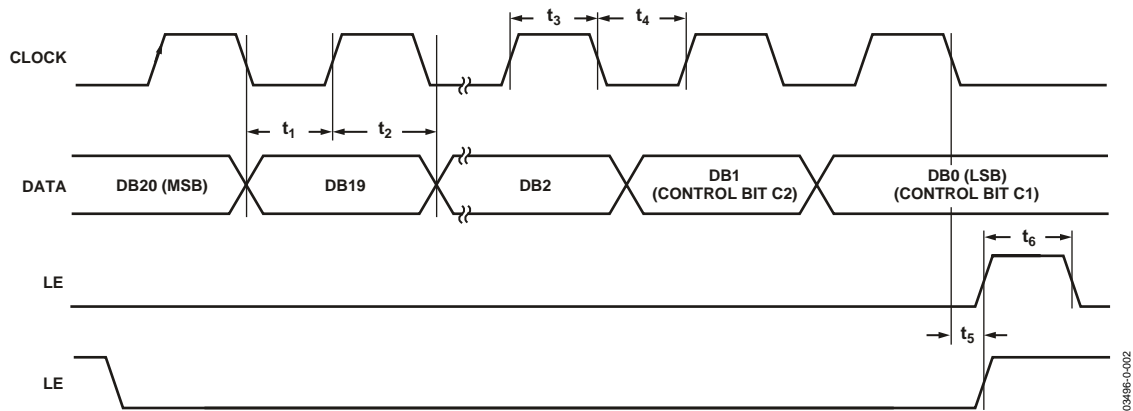 t3
t4
CLOCK
t1
t2
DATA
DB20 (MSB)
DB19
DB2
DB1
(CONTROL BIT C2)
DB0 (LSB)
(CONTROL BIT C1)
t6
LE
t5
LE
03496-0-002